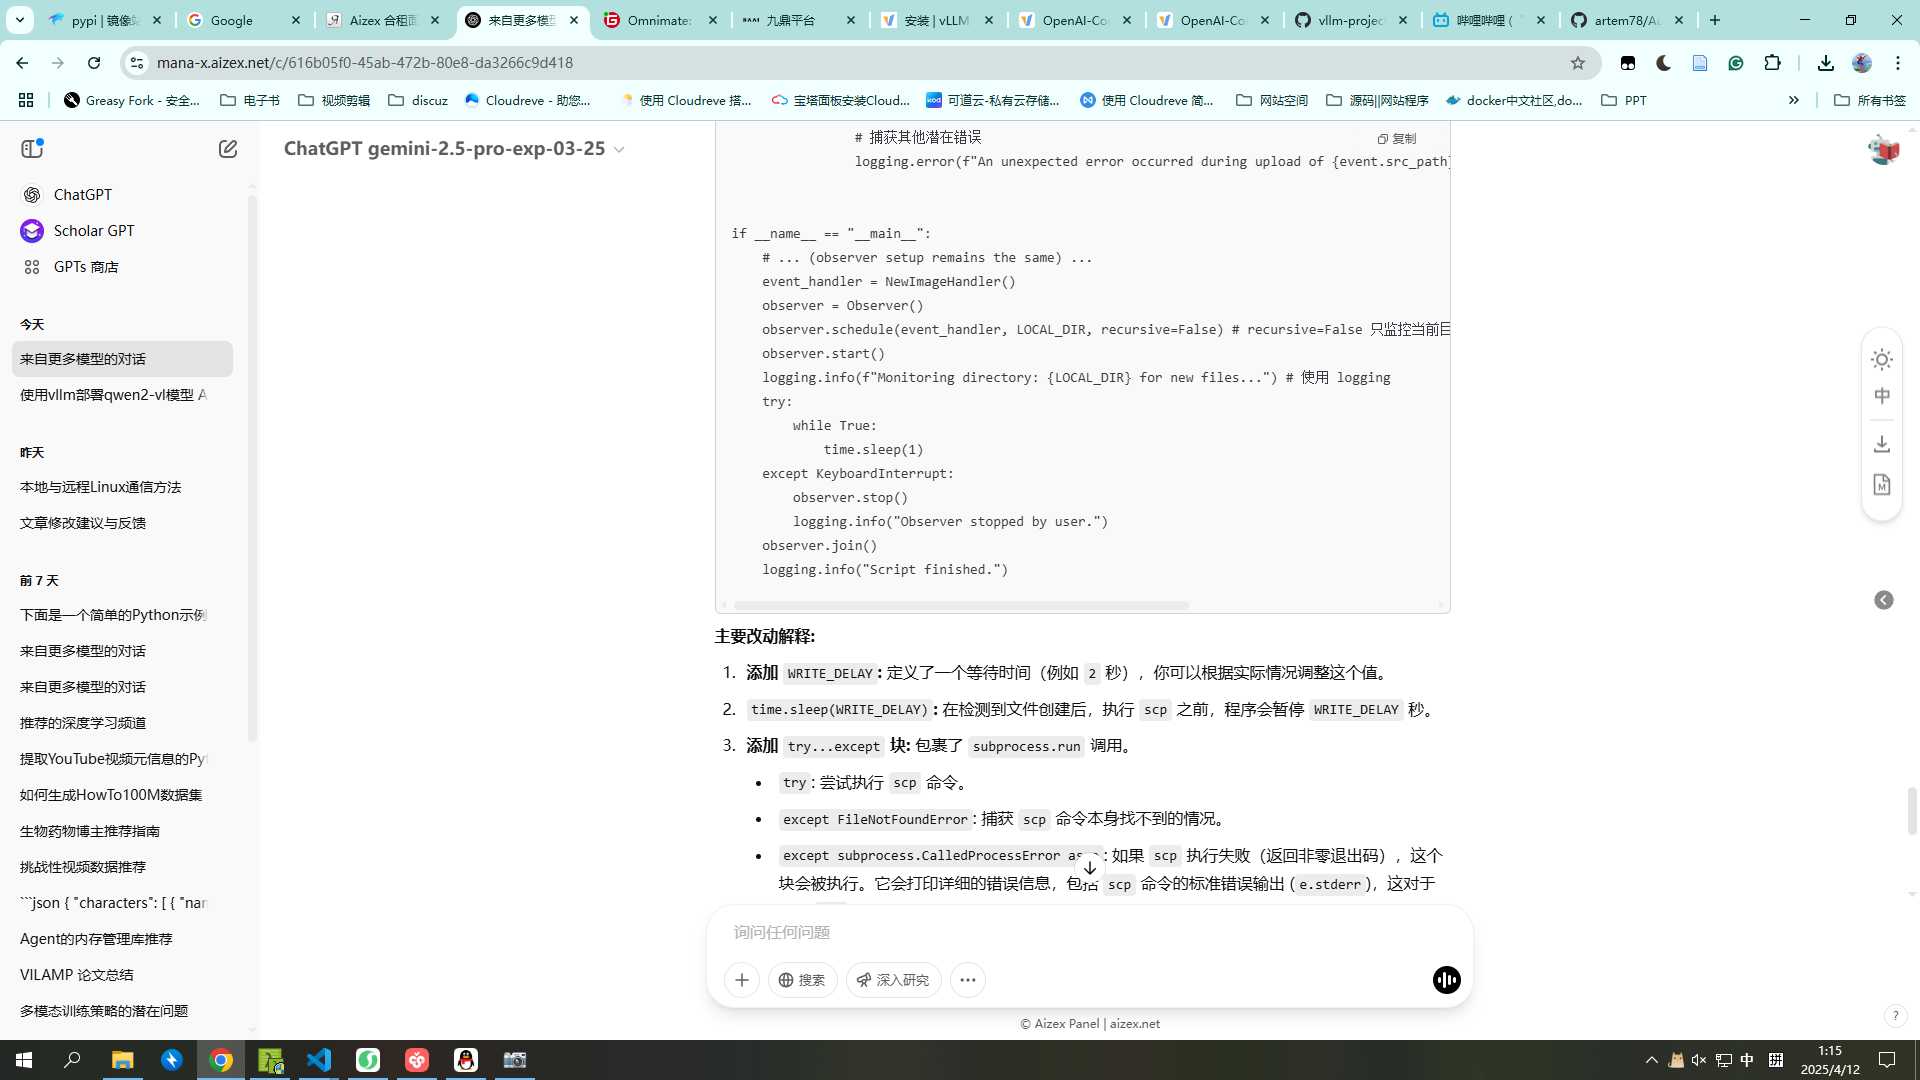 pypi | 镜像站
Google
Aizex 合租面
来自更多模型
Omnimate:
九鼎平台
安装 | vLLM
OpenAI-Co
OpenAI-Co
vllm-project
哔哩哔哩 (
artem78/Au
mana-x.aizex.net/c/616b05f0-45ab-472b-80e8-da3266c9d418
Greasy Fork - 安全...
电子书
视频剪辑
discuz
Cloudreve - 助您...
使用 Cloudreve 搭...
宝塔面板安装Cloud...
可道云-私有云存储...
使用 Cloudreve 简...
网站空间
源码||网站程序
docker中文社区,do...
PPT
所有书签
ChatGPT
Scholar GPT
GPTs 商店
今天
来自更多模型的对话
使用vllm部署qwen2-vl模型 A
昨天
本地与远程Linux通信方法
文章修改建议与反馈
前 7 天
下面是一个简单的Python示例
来自更多模型的对话
来自更多模型的对话
推荐的深度学习频道
提取YouTube视频元信息的Pyt
如何生成HowTo100M数据集
生物药物博主推荐指南
挑战性视频数据推荐
```json { "characters": [ { "nam
Agent的内存管理库推荐
VILAMP 论文总结
多模态训练策略的潜在问题
ChatGPT gemini-2.5-pro-exp-03-25
复制
# 捕获其他潜在错误
logging.error(f"An unexpected error occurred during upload of {event.src_path}
if __name__ == "__main__":
# ... (observer setup remains the same) ...
event_handler = NewImageHandler()
observer = Observer()
observer.schedule(event_handler, LOCAL_DIR, recursive=False) # recursive=False 只监控当前目
observer.start()
logging.info(f"Monitoring directory: {LOCAL_DIR} for new files...") # 使用 logging
try:
while True:
time.sleep(1)
except KeyboardInterrupt:
observer.stop()
logging.info("Observer stopped by user.")
observer.join()
logging.info("Script finished.")
主要改动解释:
1. 添加 WRITE_DELAY: 定义了一个等待时间（例如 2 秒），你可以根据实际情况调整这个值。
2. time.sleep(WRITE_DELAY): 在检测到文件创建后，执行 scp 之前，程序会暂停 WRITE_DELAY 秒。
3. 添加 try...except 块: 包裹了 subprocess.run 调用。
• try: 尝试执行 scp 命令。
• except FileNotFoundError: 捕获 scp 命令本身找不到的情况。
• except subprocess.CalledProcessError as e: 如果 scp 执行失败（返回非零退出码），这个
块会被执行。它会打印详细的错误信息，包括 scp 命令的标准错误输出 (e.stderr)，这对于
询问任何问题
搜索
深入研究
© Aizex Panel | aizex.net
中
M
?
中
拼
1:15
2025/4/12